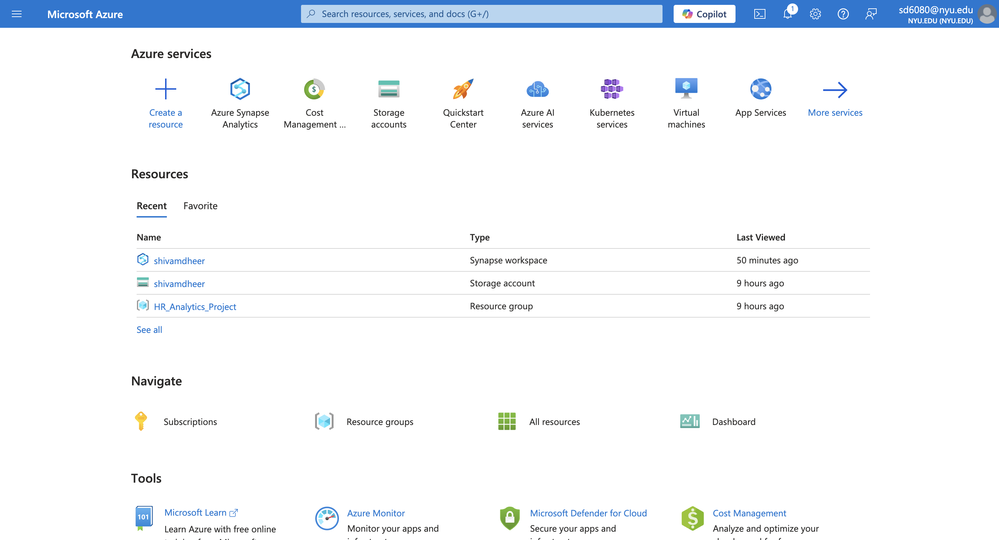 Microsoft Azure
Search resources, services, and docs (G+/)
Copilot
1
sd6080@nyu.edu
NYU.EDU (NYU.EDU)
Azure services
Create a
resource
Azure Synapse
Analytics
Cost
Management ...
Storage
accounts
Quickstart
Center
Azure AI
services
Kubernetes
services
Virtual
machines
App Services
More services
Resources
Recent Favorite
Name Type Last Viewed
shivamdheer Synapse workspace 50 minutes ago
shivamdheer Storage account 9 hours ago
HR_Analytics_Project Resource group 9 hours ago
See all
Navigate
Subscriptions Resource groups All resources Dashboard
Tools
101
Microsoft Learn
Learn Azure with free online
Azure Monitor
Monitor your apps and
Microsoft Defender for Cloud
Secure your apps and
Cost Management
Analyze and optimize your